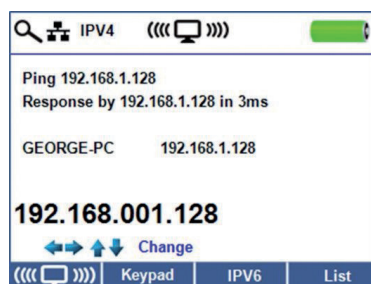 IPV4 (((( ))))
Ping 192.168.1.128
Response by 192.168.1.128 in 3ms
GEORGE-PC 192.168.1.128
192.168.001.128
Change
(((( )))) Keypad IPV6 List